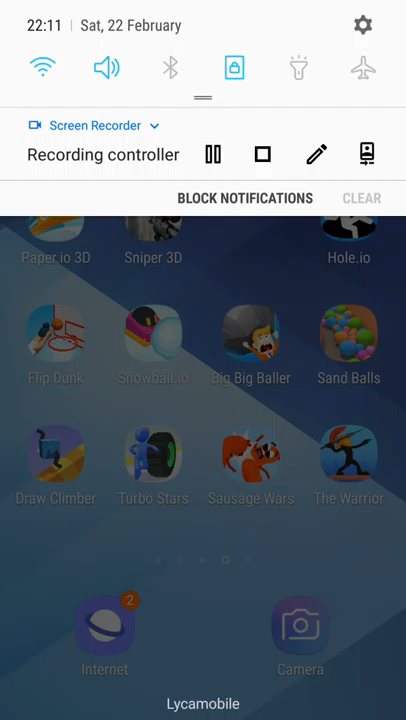 22:11 | Sat, 22 February
Screen Recorder
Recording controller
BLOCK NOTIFICATIONS CLEAR
Paper.io 3D Sniper 3D Hole.io
Flip Dunk Snowball.io Big Big Baller Sand Balls
Draw Climber Turbo Stars Sausage Wars The Warrior
2
Internet Camera
Lycamobile